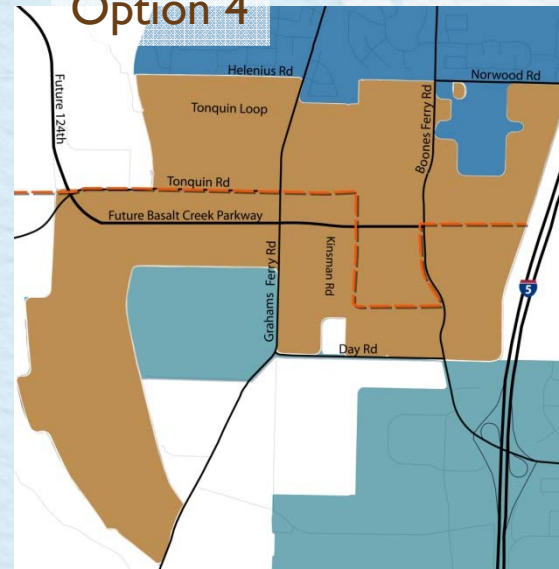 Option 4
Helenius Rd
Norwood Rd
Future 124th
Tonquin Loop
Boones Ferry Rd
Tonquin Rd
Future Basalt Creek Parkway
Grahams Ferry Rd
Kinsman Rd
5
Day Rd